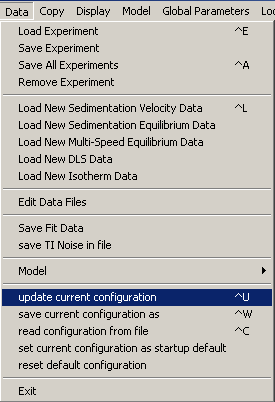 Data Copy Display Model Global Parameters Lo
Load Experiment ^E
Save Experiment
Save All Experiments ^A
Remove Experiment
Load New Sedimentation Velocity Data ^L
Load New Sedimentation Equilibrium Data
Load New Multi-Speed Equilibrium Data
Load New DLS Data
Load New Isotherm Data
Edit Data Files
Save Fit Data
save TI Noise in file
Model
update current configuration ^U
save current configuration as ^W
read configuration from file ^C
set current configuration as startup default
reset default configuration
Exit